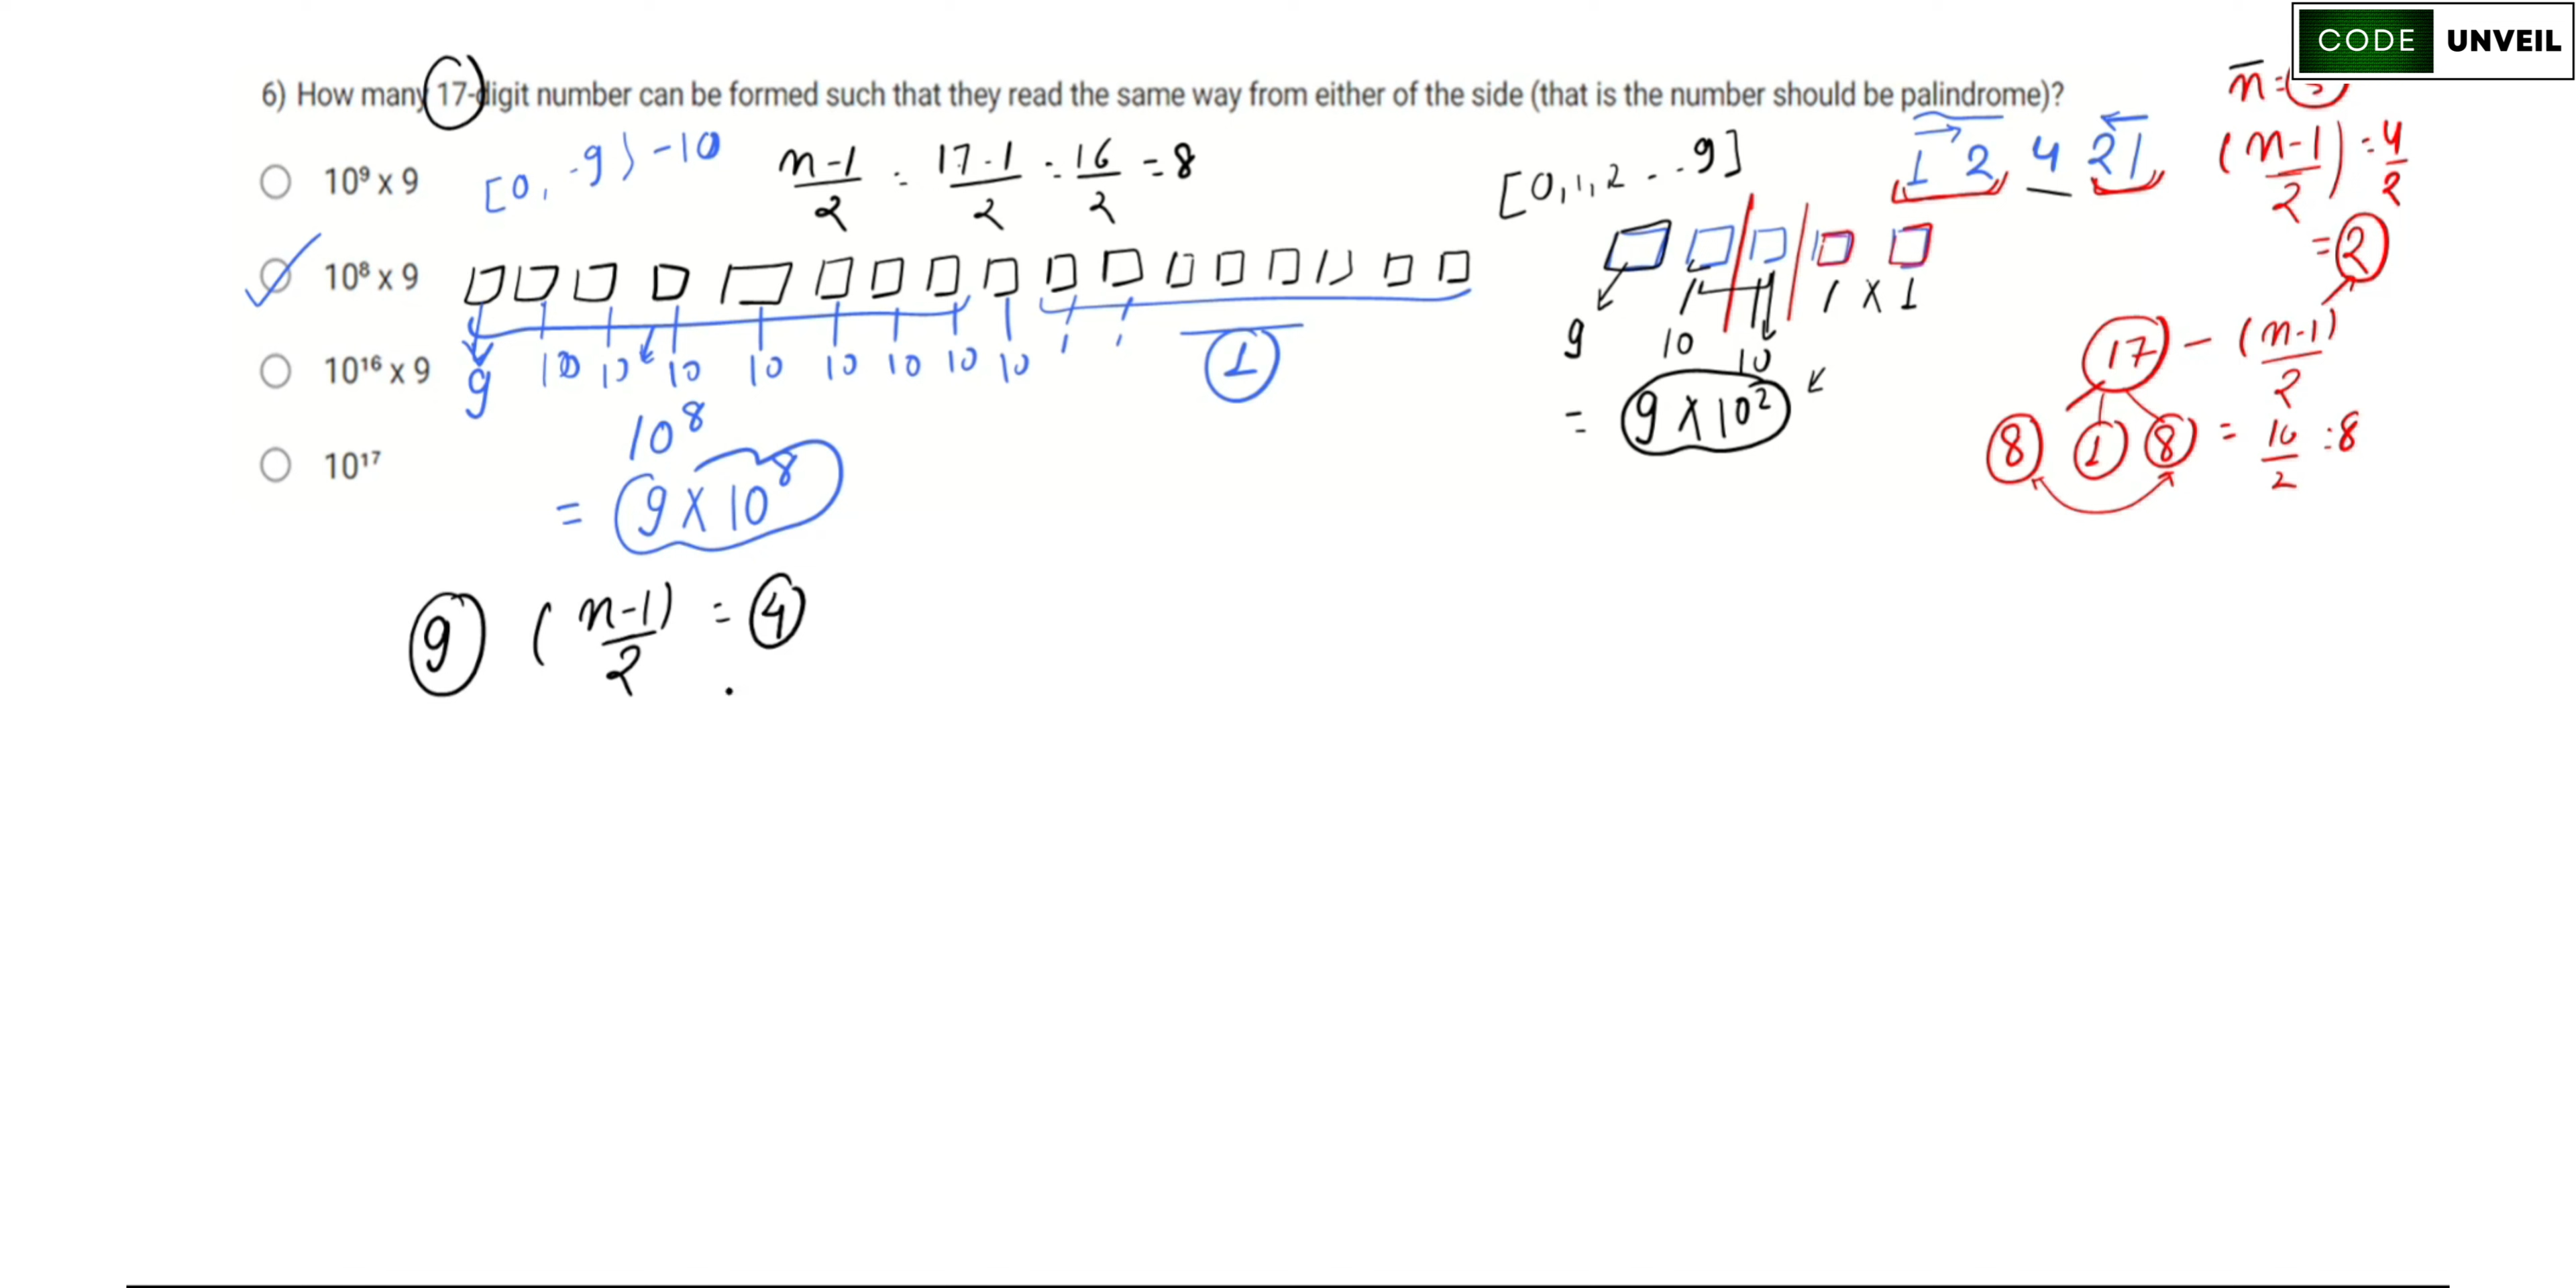 CODE UNVEIL
6) How many 17-digit number can be formed such that they read the same way from either of the side (that is the number should be palindrome)?
n =
10⁹ x 9
[0, -9} -10
n-1/2 = 17-1/2 = 16/2 = 8
[0,1,2 - - 9]
1 2 4 21
(n-1/2) = 4/2
= 2
10⁸ x 9
10¹⁶ x 9
9 10 10 10 10 10 10 10 10 1 1
1
9 10 10 1 x 1
= 9 x 10²
17 - (n-1)/2
8 1 8 = 16/2 = 8
10¹⁷
10⁸
= 9 x 10⁸
9 (n-1)/2 = 4